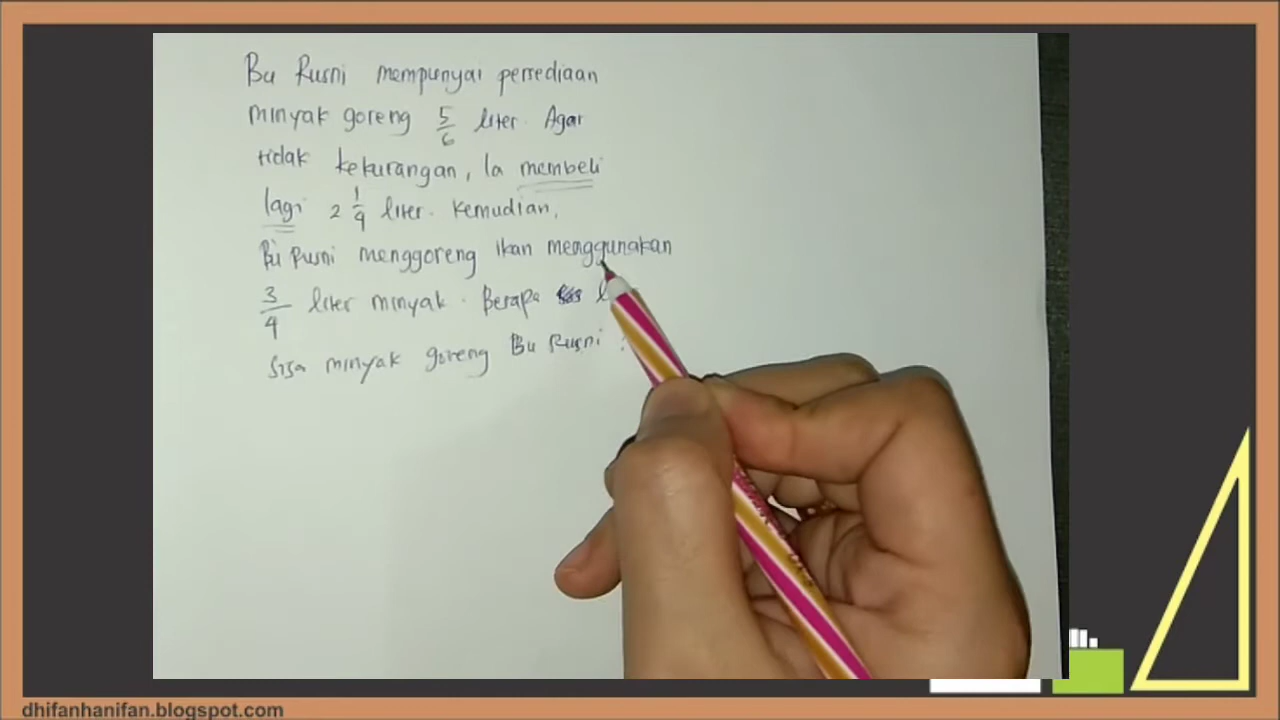 Bu Rusni mempunyai persediaan
minyak goreng 5/6 liter. Agar
tidak kekurangan, Ia membeli
lagi 2 1/4 liter. Kemudian,
Bu Rusni menggoreng ikan menggunakan
3/4 liter minyak. Berapa
sisa minyak goreng Bu Rusni ?
dhifanhanifan.blogspot.com